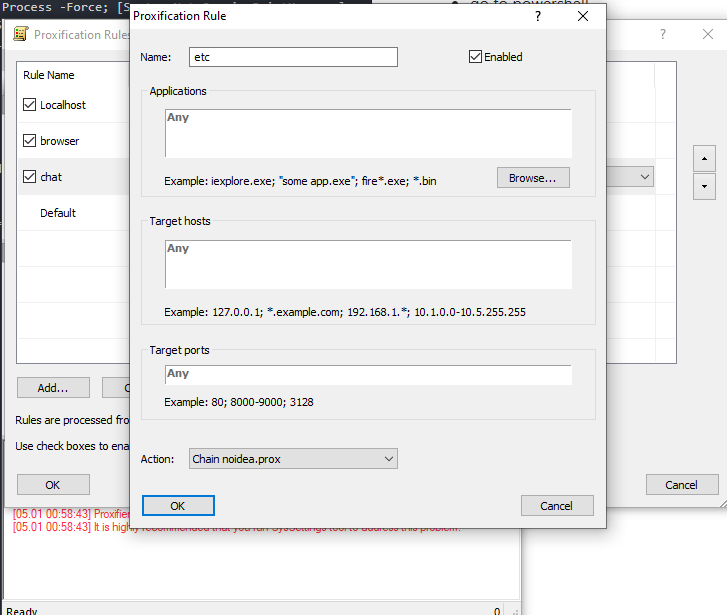 Process -Force; [S
go to powershell
Proxification Rules
Proxification Rule
?
?
Rule Name
Localhost
browser
chat
Default
Name:
etc
Enabled
Applications
Any
Example: iexplore.exe; "some app.exe"; fire*.exe; *.bin
Browse...
Target hosts
Any
Example: 127.0.0.1; *.example.com; 192.168.1.*; 10.1.0.0-10.5.255.255
Target ports
Any
Example: 80; 8000-9000; 3128
Add...
C
Rules are processed fro
Use check boxes to ena
Action:
Chain noidea.prox
OK
Cancel
OK
Cancel
[05.01 00:58:43] Proxifier
[05.01 00:58:43] It is highly recommended that you run SysSettings tool to address this problem.
Ready
0